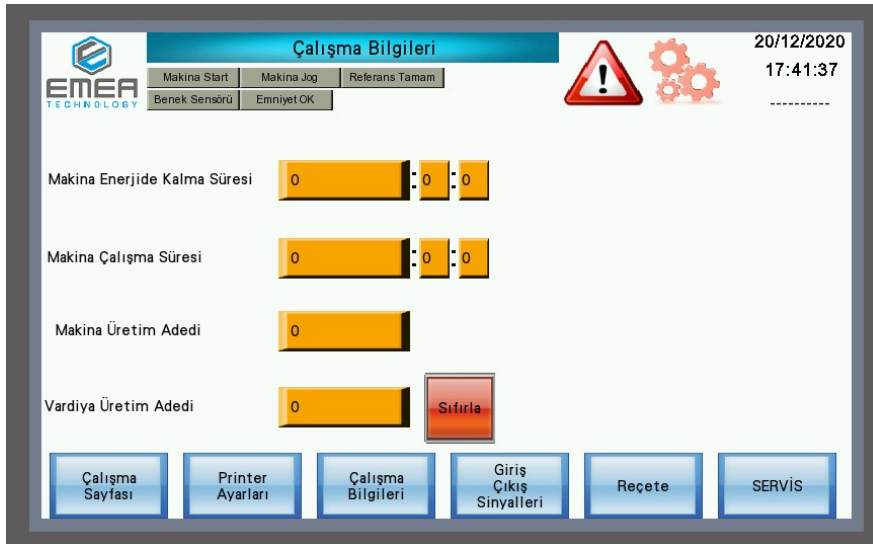 Çalışma Bilgileri
20/12/2020
17:41:37
----------
EMEA
TECHNOLOGY
Makina Start
Makina Jog
Referans Tamam
Benek Sensörü
Emniyet OK
Makina Enerjide Kalma Süresi 0 : 0 : 0
Makina Çalışma Süresi 0 : 0 : 0
Makina Üretim Adedi 0
Vardiya Üretim Adedi 0 Sıfırla
Çalışma
Sayfası
Printer
Ayarları
Çalışma
Bilgileri
Giriş
Çıkış
Sinyalleri
Reçete
SERVİS